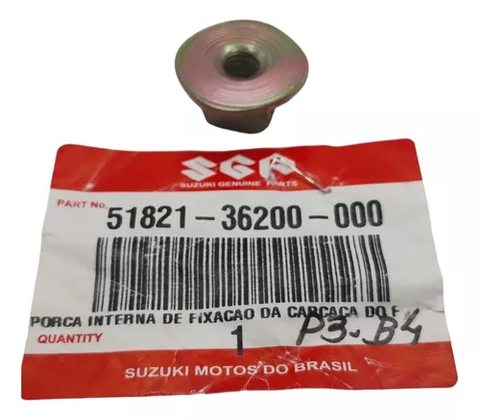 SGP
SUZUKI GENUINE PARTS
PART No. 51821-36200-000
PORCA INTERNA DE FIXACAO DA CARCACA DO F
QUANTITY 1 P3-B4
SUZUKI MOTOS DO BRASIL